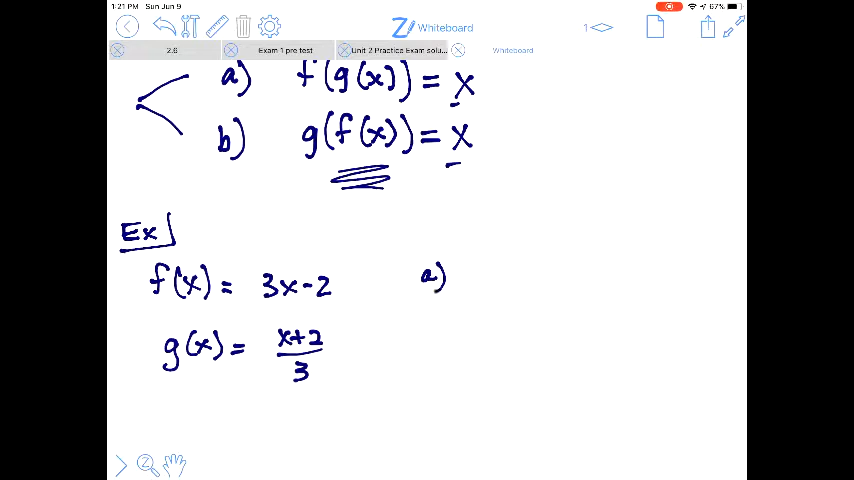 1:21 PM Sun Jun 9
67%
Whiteboard
1
2.6
Exam 1 pre test
Unit 2 Practice Exam solu...
Whiteboard
a) f(g(x)) = x
b) g(f(x)) = x
Ex
f(x) = 3x-2
a)
g(x) = x+2
3